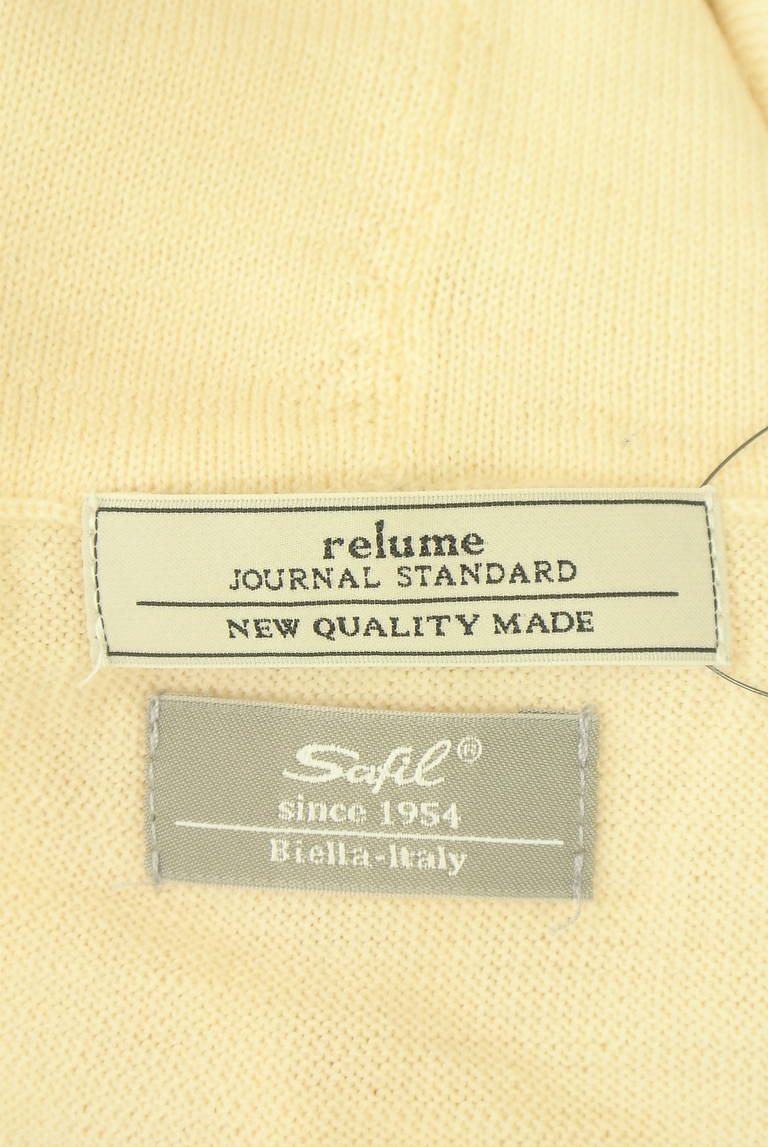 relume
JOURNAL STANDARD
NEW QUALITY MADE
Safil®
since 1954
Biella-Italy